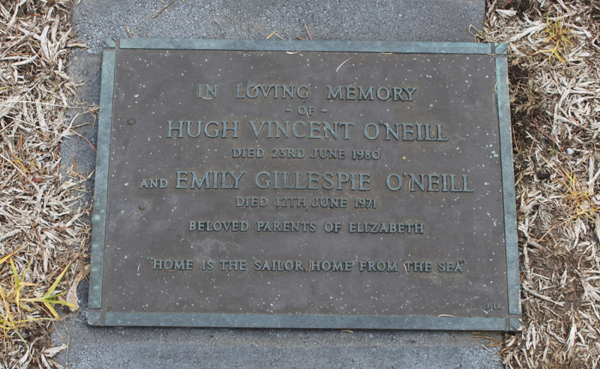 IN LOVING MEMORY
- OF -
HUGH VINCENT O'NEILL
DIED 23RD JUNE 1980
AND EMILY GILLESPIE O'NEILL
DIED 12TH JUNE 1971
BELOVED PARENTS OF ELIZABETH
"HOME IS THE SAILOR, HOME FROM THE SEA"